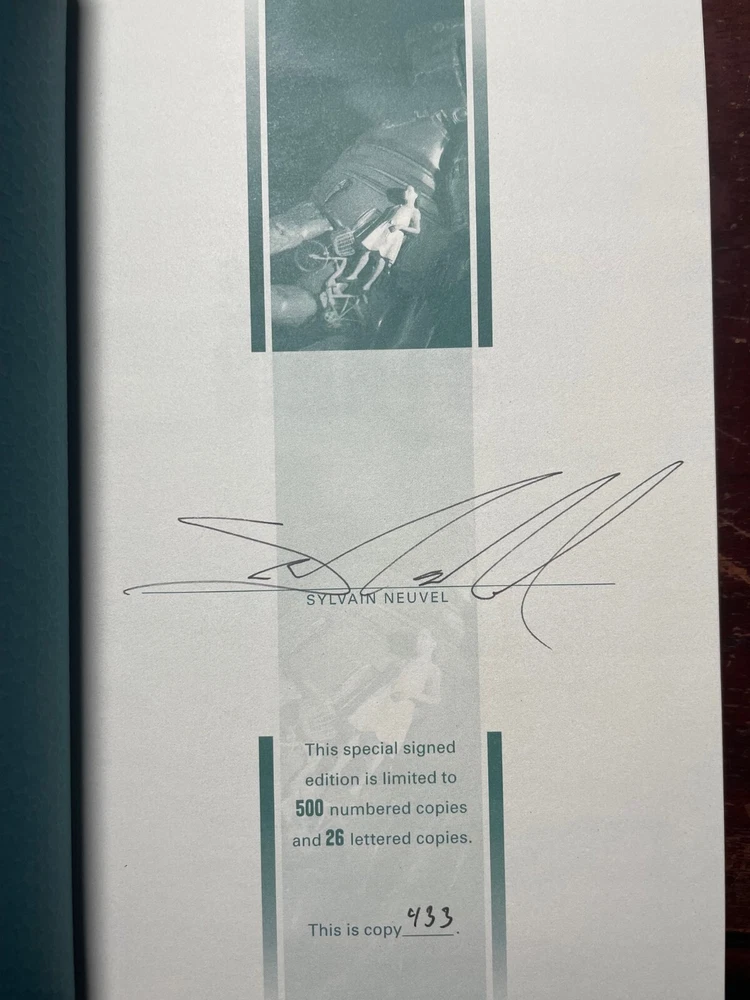 SYLVAIN NEUVEL
This special signed
edition is limited to
500 numbered copies
and 26 lettered copies.
This is copy 433.